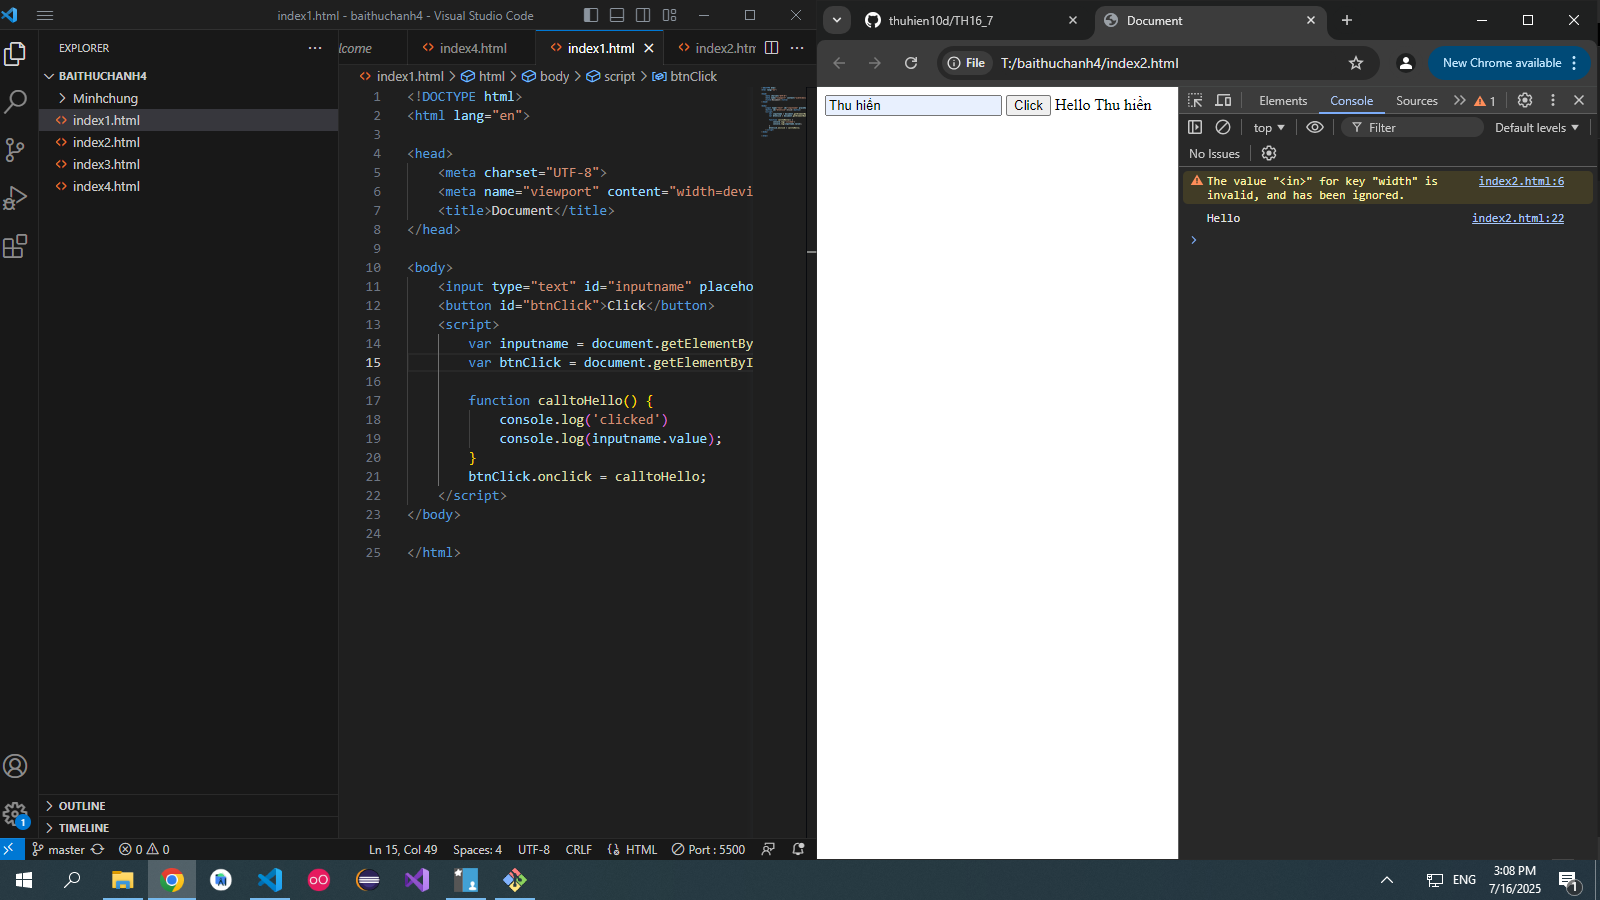 index1.html - baithuchanh4 - Visual Studio Code
EXPLORER
BAITHUCHANH4
Minhchung
index1.html
index2.html
index3.html
index4.html
OUTLINE
TIMELINE
lcome
index4.html
index1.html
index2.htm
index1.html > html > body > script > btnClick
1 <!DOCTYPE html>
2 <html lang="en">
3
4 <head>
5 <meta charset="UTF-8">
6 <meta name="viewport" content="width=devi
7 <title>Document</title>
8 </head>
9
10 <body>
11 <input type="text" id="inputname" placeho
12 <button id="btnClick">Click</button>
13 <script>
14 var inputname = document.getElementBy
15 var btnClick = document.getElementByI
16
17 function calltoHello() {
18 console.log('clicked')
19 console.log(inputname.value);
20 }
21 btnClick.onclick = calltoHello;
22 </script>
23 </body>
24
25 </html>
1
master 0 0 Ln 15, Col 49 Spaces: 4 UTF-8 CRLF HTML Port : 5500
thuhien10d/TH16_7
Document
File T:/baithuchanh4/index2.html
New Chrome available
Thu hiền Click Hello Thu hiền
Elements Console Sources 1
top Filter Default levels
No Issues
The value "<in>" for key "width" is invalid, and has been ignored. index2.html:6
Hello index2.html:22
ENG
3:08 PM
7/16/2025
1